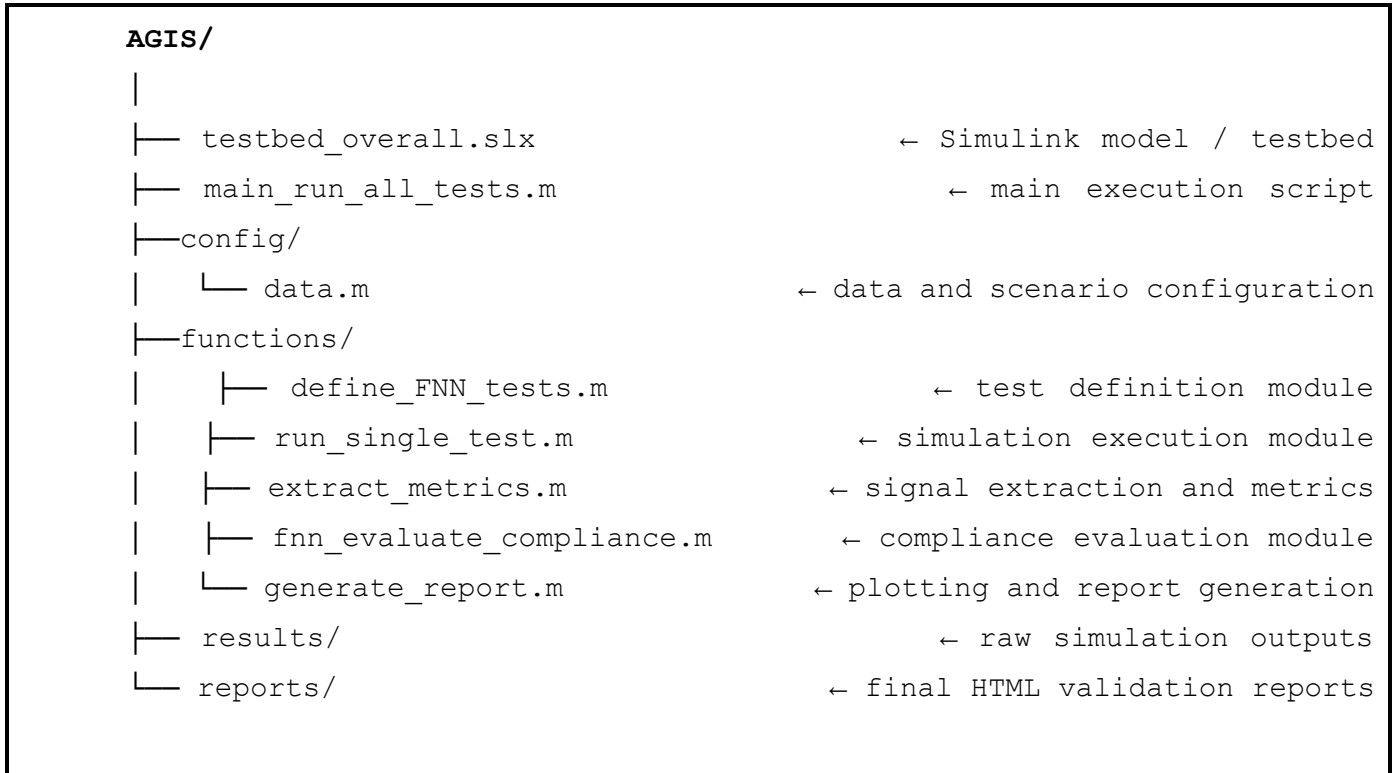 AGIS/
│
├── testbed_overall.slx ← Simulink model / testbed
├── main_run_all_tests.m ← main execution script
├──config/
│ └── data.m ← data and scenario configuration
├──functions/
│ ├── define_FNN_tests.m ← test definition module
│ ├── run_single_test.m ← simulation execution module
│ ├── extract_metrics.m ← signal extraction and metrics
│ ├── fnn_evaluate_compliance.m ← compliance evaluation module
│ └── generate_report.m ← plotting and report generation
├── results/ ← raw simulation outputs
└── reports/ ← final HTML validation reports